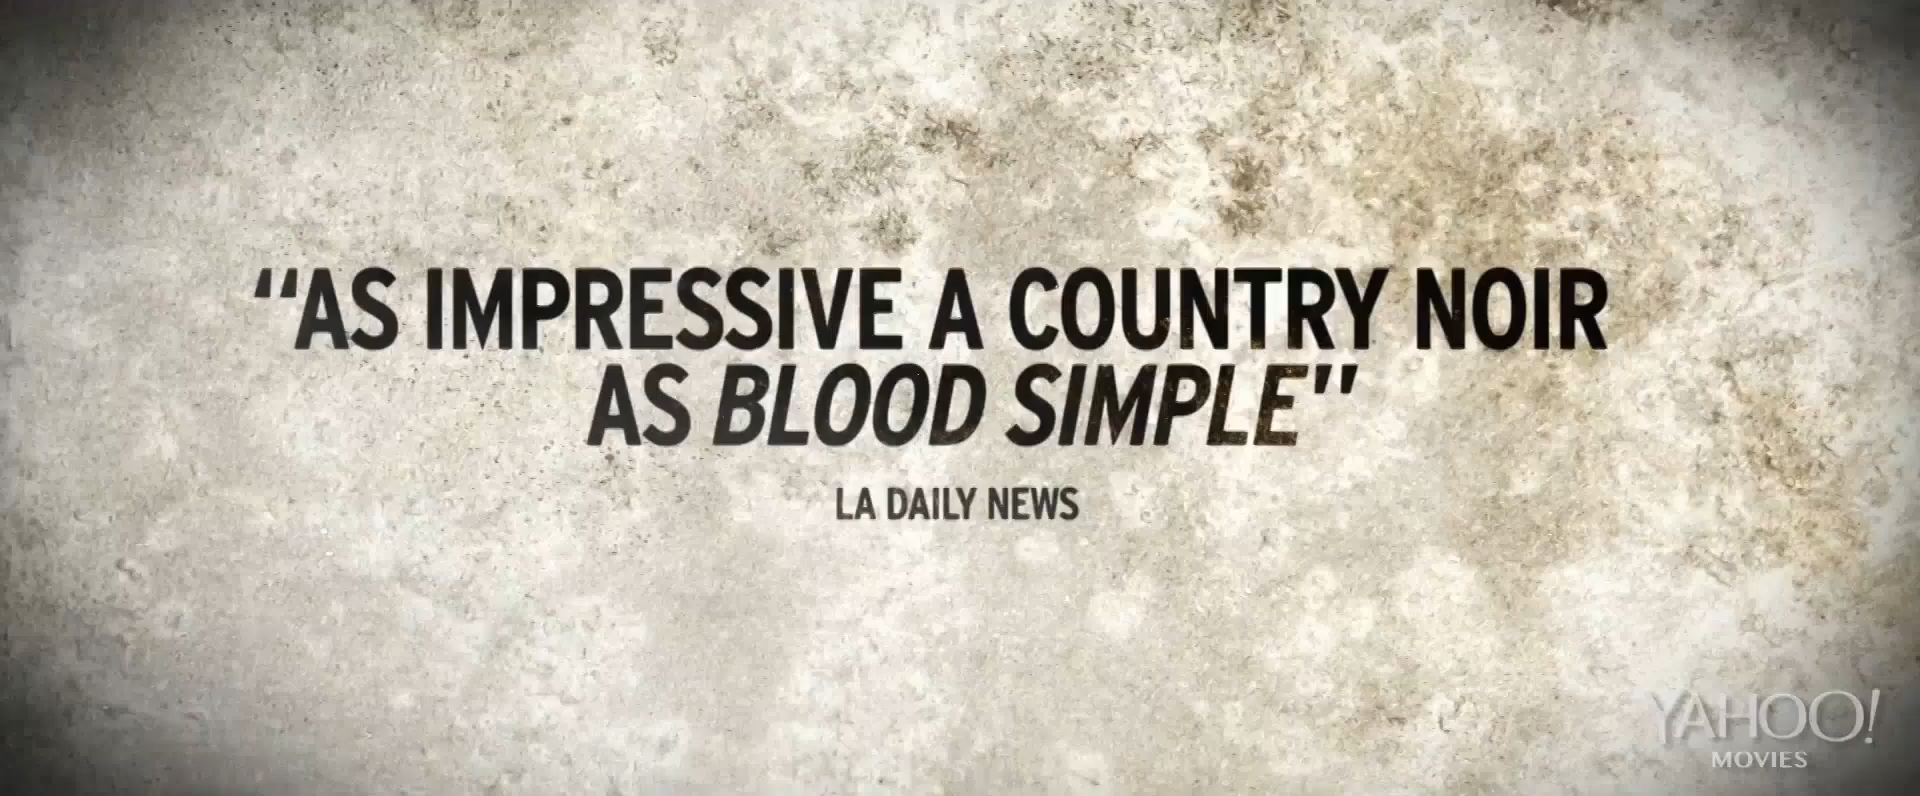 “AS IMPRESSIVE A COUNTRY NOIR
AS BLOOD SIMPLE”
LA DAILY NEWS
YAHOO!
MOVIES